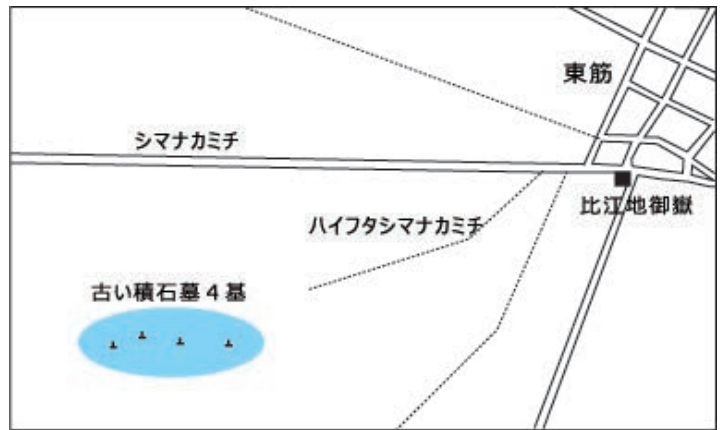 東筋
シマナカミチ
比江地御嶽
ハイフタシマナカミチ
古い積石墓4基